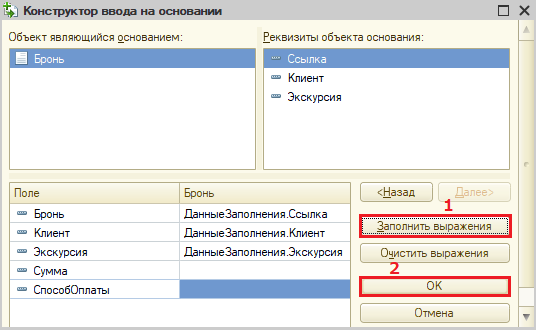 Конструктор ввода на основании
Объект являющийся основанием:
Реквизиты объекта основания:
Бронь
Ссылка
Клиент
Экскурсия
Поле
Бронь
<Назад
Далее>
1
Бронь
ДанныеЗаполнения.Ссылка
Заполнить выражения
Клиент
ДанныеЗаполнения.Клиент
Экскурсия
ДанныеЗаполнения.Экскурсия
Очистить выражения
Сумма
2
СпособОплаты
OK
Отмена